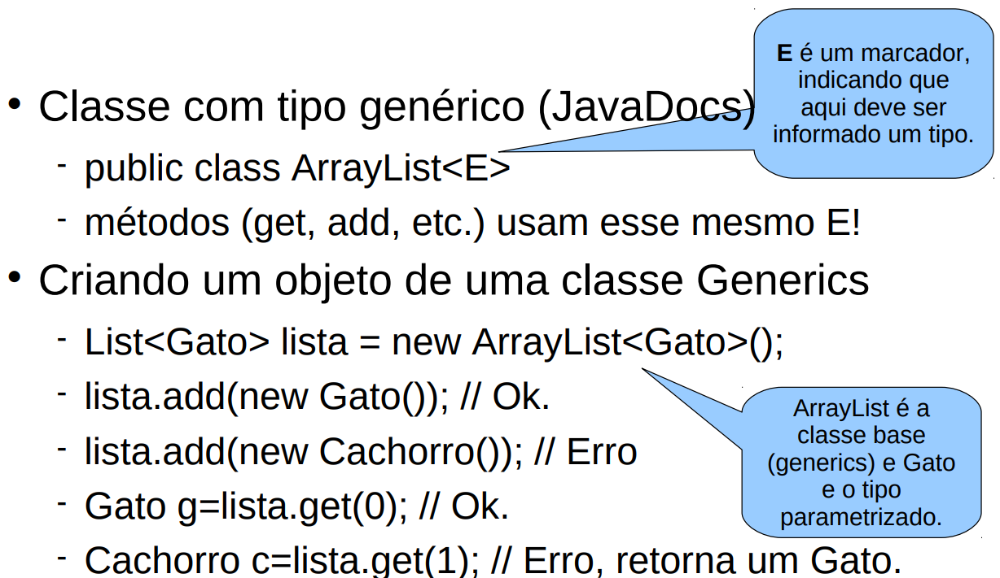 E é um marcador,
indicando que
aqui deve ser
informado um tipo.
• Classe com tipo genérico (JavaDocs)
- public class ArrayList<E>
- métodos (get, add, etc.) usam esse mesmo E!
• Criando um objeto de uma classe Generics
- List<Gato> lista = new ArrayList<Gato>();
- lista.add(new Gato()); // Ok.
- lista.add(new Cachorro()); // Erro
- Gato g=lista.get(0); // Ok.
- Cachorro c=lista.get(1); // Erro, retorna um Gato.
ArrayList é a
classe base
(generics) e Gato
e o tipo
parametrizado.